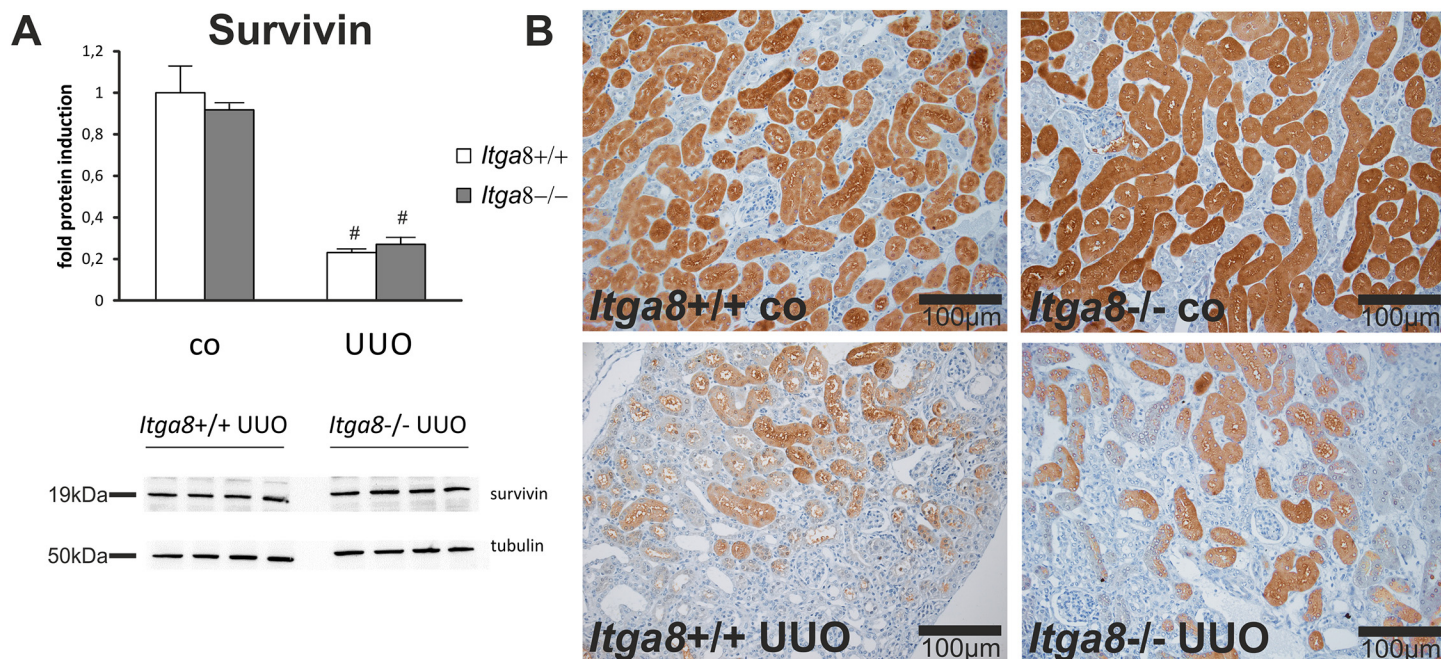 A
Survivin
1,2
1
0,8
0,6
0,4
0,2
0
fold protein induction
# #
co UUO
Itga8+/+
Itga8−/−
Itga8+/+ UUO Itga8-/- UUO
19kDa survivin
50kDa tubulin
B
Itga8+/+ co 100µm
Itga8-/- co 100µm
Itga8+/+ UUO 100µm
Itga8-/- UUO 100µm